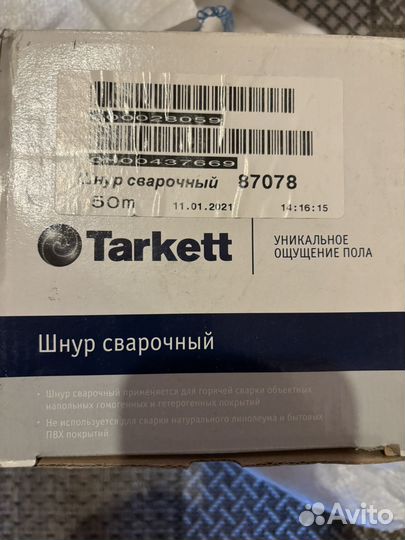 Шнур сварочный 87078
50m 11.01.2021 14:16:15
Tarkett
УНИКАЛЬНОЕ
ОЩУЩЕНИЕ ПОЛА
Шнур сварочный
· Шнур сварочный применяется для горячей сварки объектных
напольных гомогенных и гетерогенных покрытий
· Не используется для сварки натурального линолеума и бытовых
ПВХ покрытий
Avito